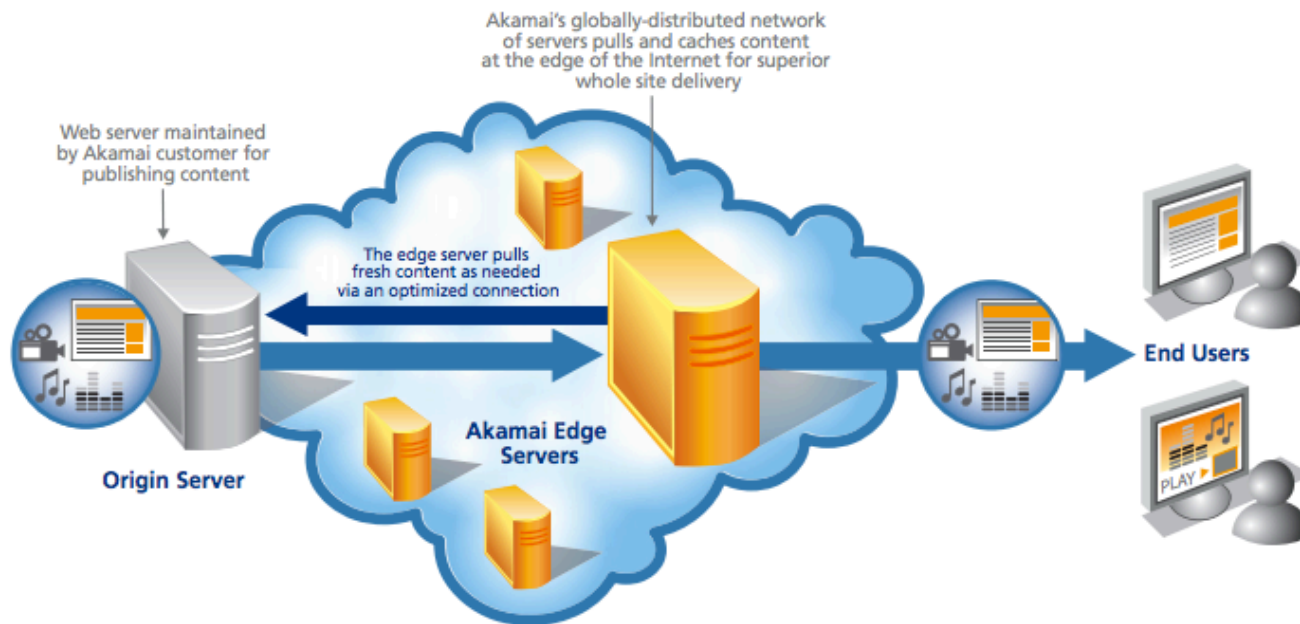 Akamai's globally-distributed network
of servers pulls and caches content
at the edge of the Internet for superior
whole site delivery
Web server maintained
by Akamai customer for
publishing content
The edge server pulls
fresh content as needed
via an optimized connection
End Users
Akamai Edge
Servers
Origin Server
PLAY